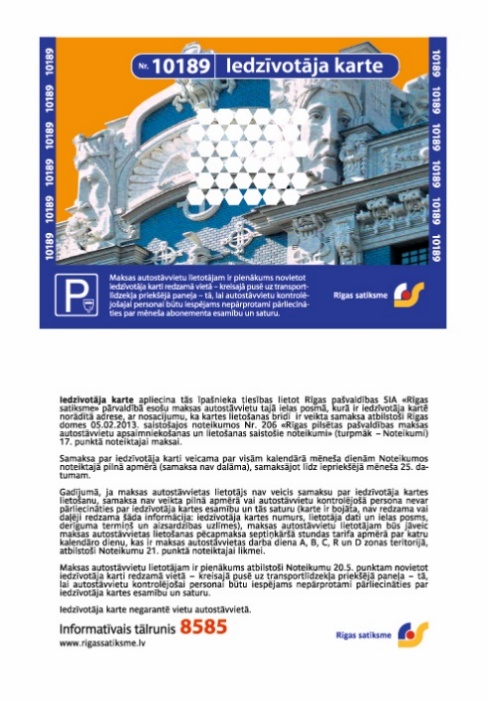 Nr. 10189 Iedzīvotāja karte
10189 10189 10189 10189 10189 10189
10189 10189 10189 10189 10189 10189
P
Maksas autostāvvietu lietotājam ir pienākums novietot
iedzīvotāja karti redzamā vietā – kreisajā pusē uz transport-
līdzekļa priekšējā paneļa – tā, lai autostāvvietu kontrolē-
jošajai personai būtu iespējams nepārprotami pārliecinā-
ties par mēneša abonementa esamību un saturu.
Rīgas satiksme
Iedzīvotāja karte apliecina tās īpašnieka tiesības lietot Rīgas pašvaldības SIA «Rīgas
satiksme» pārvaldībā esošu maksas autostāvvietu tajā ielas posmā, kurā ir iedzīvotāja kartē
norādītā adrese, ar nosacījumu, ka kartes lietošanas brīdī ir veikta samaksa atbilstoši Rīgas
domes 05.02.2013. saistošajos noteikumos Nr. 206 «Rīgas pilsētas pašvaldības maksas
autostāvvietu apsaimniekošanas un lietošanas saistošie noteikumi» (turpmāk – Noteikumi)
17. punktā noteiktajai maksai.
Samaksa par iedzīvotāja karti veicama par visām kalendārā mēneša dienām Noteikumos
noteiktajā pilnā apmērā (samaksa nav dalāma), samaksājot līdz iepriekšējā mēneša 25. da-
tumam.
Gadījumā, ja maksas autostāvvietas lietotājs nav veicis samaksu par iedzīvotāja kartes
lietošanu, samaksa nav veikta pilnā apmērā vai autostāvvietu kontrolējošā persona nevar
pārliecināties par iedzīvotāja kartes esamību un tās saturu (karte ir bojāta, nav redzama vai
daļēji redzama šāda informācija: iedzīvotāja kartes numurs, lietotāja dati un ielas posms,
derīguma termiņš un aizsardzības uzlīmes), maksas autostāvvietu lietotājam būs jāveic
maksas autostāvvietas lietošanas pēcapmaksa septiņkāršā stundas tarifa apmērā par katru
kalendāro dienu, kas ir maksas autostāvvietas darba diena A, B, C, R un D zonas teritorijā,
atbilstoši Noteikumu 21. punktā noteiktajai likmei.
Maksas autostāvvietu lietotājam ir pienākums atbilstoši Noteikumu 20.5. punktam novietot
iedzīvotāja karti redzamā vietā – kreisajā pusē uz transportlīdzekļa priekšējā paneļa – tā,
lai autostāvvietu kontrolējošai personai būtu iespējams nepārprotami pārliecināties par
iedzīvotāja kartes esamību un saturu.
Iedzīvotāja karte negarantē vietu autostāvvietā.
Informatīvais tālrunis 8585
www.rigassatiksme.lv
Rīgas satiksme